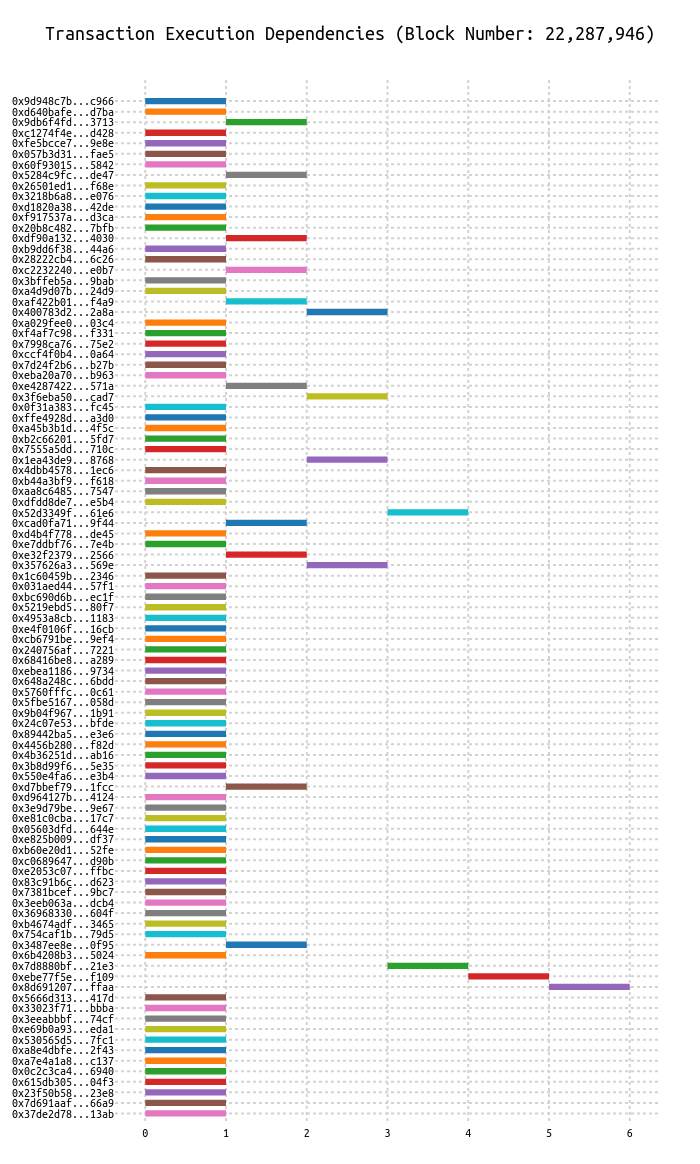 Transaction Execution Dependencies (Block Number: 22,287,946)
0x9d948c7b...c966
0xd640bafe...d7ba
0x9db6f4fd...3713
0xc1274f4e...d428
0xfe5bcce7...9e8e
0x057b3d31...fae5
0x60f93015...5842
0x5284c9fc...de47
0x26501ed1...f68e
0x3218b6a8...e076
0xd1820a38...42de
0xf917537a...d3ca
0x20b8c482...7bfb
0xdf90a132...4030
0xb9dd6f38...44a6
0x28222cb4...6c26
0xc2232240...e0b7
0x3bffeb5a...9bab
0xa4d9d07b...24d9
0xaf422b01...f4a9
0x400783d2...2a8a
0xa029fee0...03c4
0xf4af7c98...f331
0x7998ca76...75e2
0xccf4f0b4...0a64
0x7d24f2b6...b27b
0xeba20a70...b963
0xe4287422...571a
0x3f6eba50...cad7
0x0f31a383...fc45
0xffe4928d...a3d0
0xa45b3b1d...4f5c
0xb2c66201...5fd7
0x7555a5dd...710c
0x1ea43de9...8768
0x4dbb4578...1ec6
0xb44a3bf9...f618
0xaa8c6485...7547
0xdfdd8de7...e5b4
0x52d3349f...61e6
0xcad0fa71...9f44
0xd4b4f778...de45
0xe7ddbf76...7e4b
0xe32f2379...2566
0x357626a3...569e
0x1c60459b...2346
0x031aed44...57f1
0xbc690d6b...ec1f
0x5219ebd5...80f7
0x4953a8cb...1183
0xe4f0106f...16cb
0xcb6791be...9ef4
0x240756af...7221
0x68416be8...a289
0xebea1186...9734
0x648a248c...6bdd
0x5760fffc...0c61
0x5fbe5167...058d
0x9b04f967...1b91
0x24c07e53...bfde
0x89442ba5...e3e6
0x4456b280...f82d
0x4b36251d...ab16
0x3b8d99f6...5e35
0x550e4fa6...e3b4
0xd7bbef79...1fcc
0xd964127b...4124
0x3e9d79be...9e67
0xe81c0cba...17c7
0x05603dfd...644e
0xe825b009...df37
0xb60e20d1...52fe
0xc0689647...d90b
0xe2053c07...ffbc
0x83c91b6c...d623
0x7381bcef...9bc7
0x3eeb063a...dcb4
0x36968330...604f
0xb4674adf...3465
0x754caf1b...79d5
0x3487ee8e...0f95
0x6b4208b3...5024
0x7d8880bf...21e3
0xebe77f5e...f109
0x8d691207...ffaa
0x5666d313...417d
0x33023f71...bbba
0x3eeabbbf...74cf
0xe69b0a93...eda1
0x530565d5...7fc1
0xa8e4dbfe...2f43
0xa7e4a1a8...c137
0x0c2c3ca4...6940
0x615db305...04f3
0x23f50b58...23e8
0x7d691aaf...66a9
0x37de2d78...13ab
0 1 2 3 4 5 6